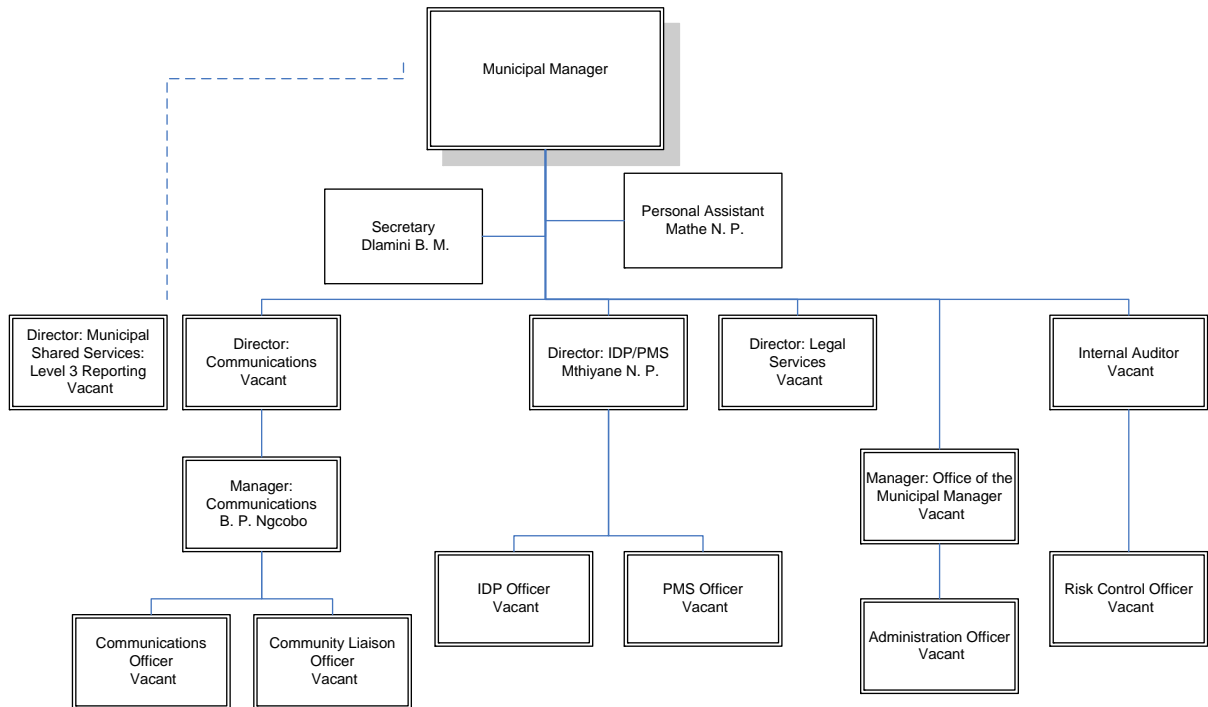 Municipal Manager
Secretary
Dlamini B. M.
Personal Assistant
Mathe N. P.
Director: Municipal
Shared Services:
Level 3 Reporting
Vacant
Director:
Communications
Vacant
Director: IDP/PMS
Mthiyane N. P.
Director: Legal
Services
Vacant
Internal Auditor
Vacant
Manager:
Communications
B. P. Ngcobo
Manager: Office of the
Municipal Manager
Vacant
IDP Officer
Vacant
PMS Officer
Vacant
Risk Control Officer
Vacant
Communications
Officer
Vacant
Community Liaison
Officer
Vacant
Administration Officer
Vacant